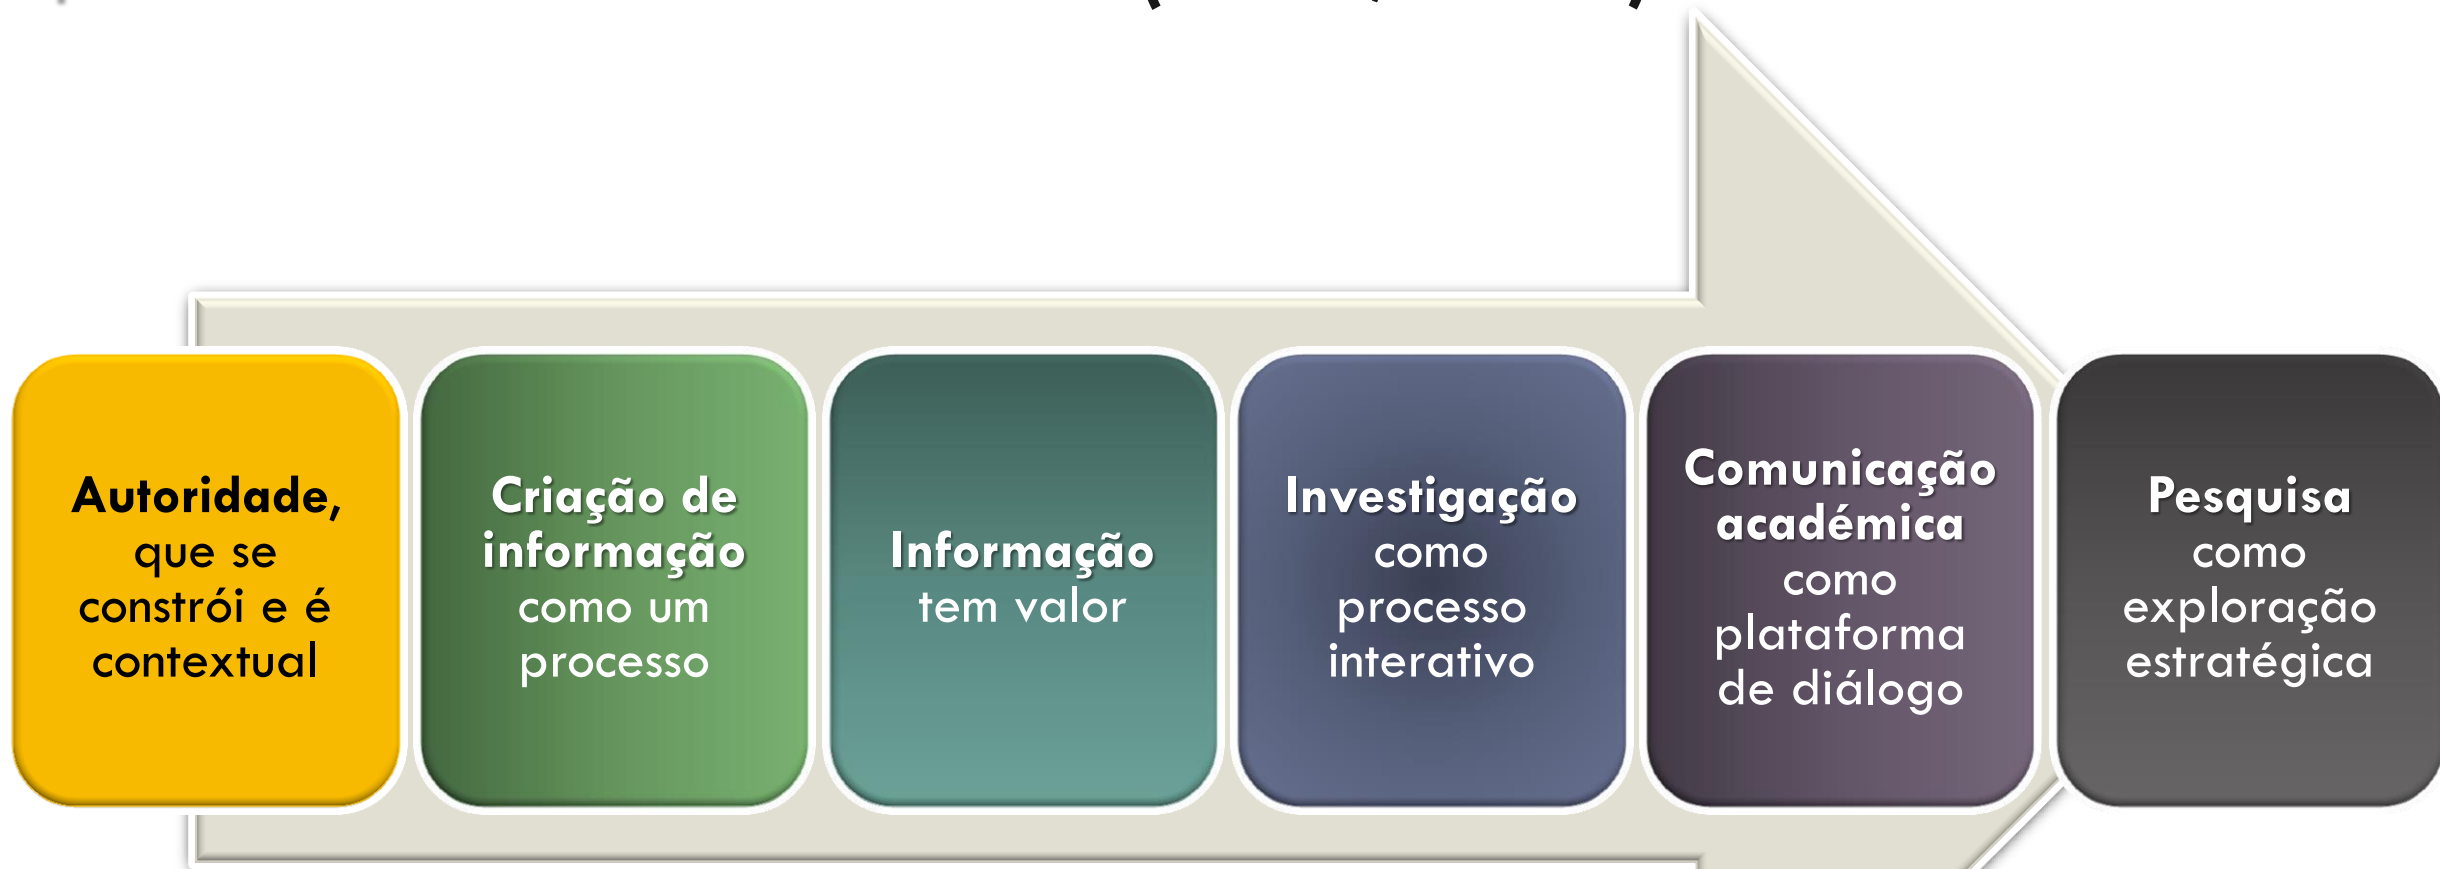 Autoridade,
que se
constrói e é
contextual
Criação de
informação
como um
processo
Informação
tem valor
Investigação
como
processo
interativo
Comunicação
académica
como
plataforma
de diálogo
Pesquisa
como
exploração
estratégica